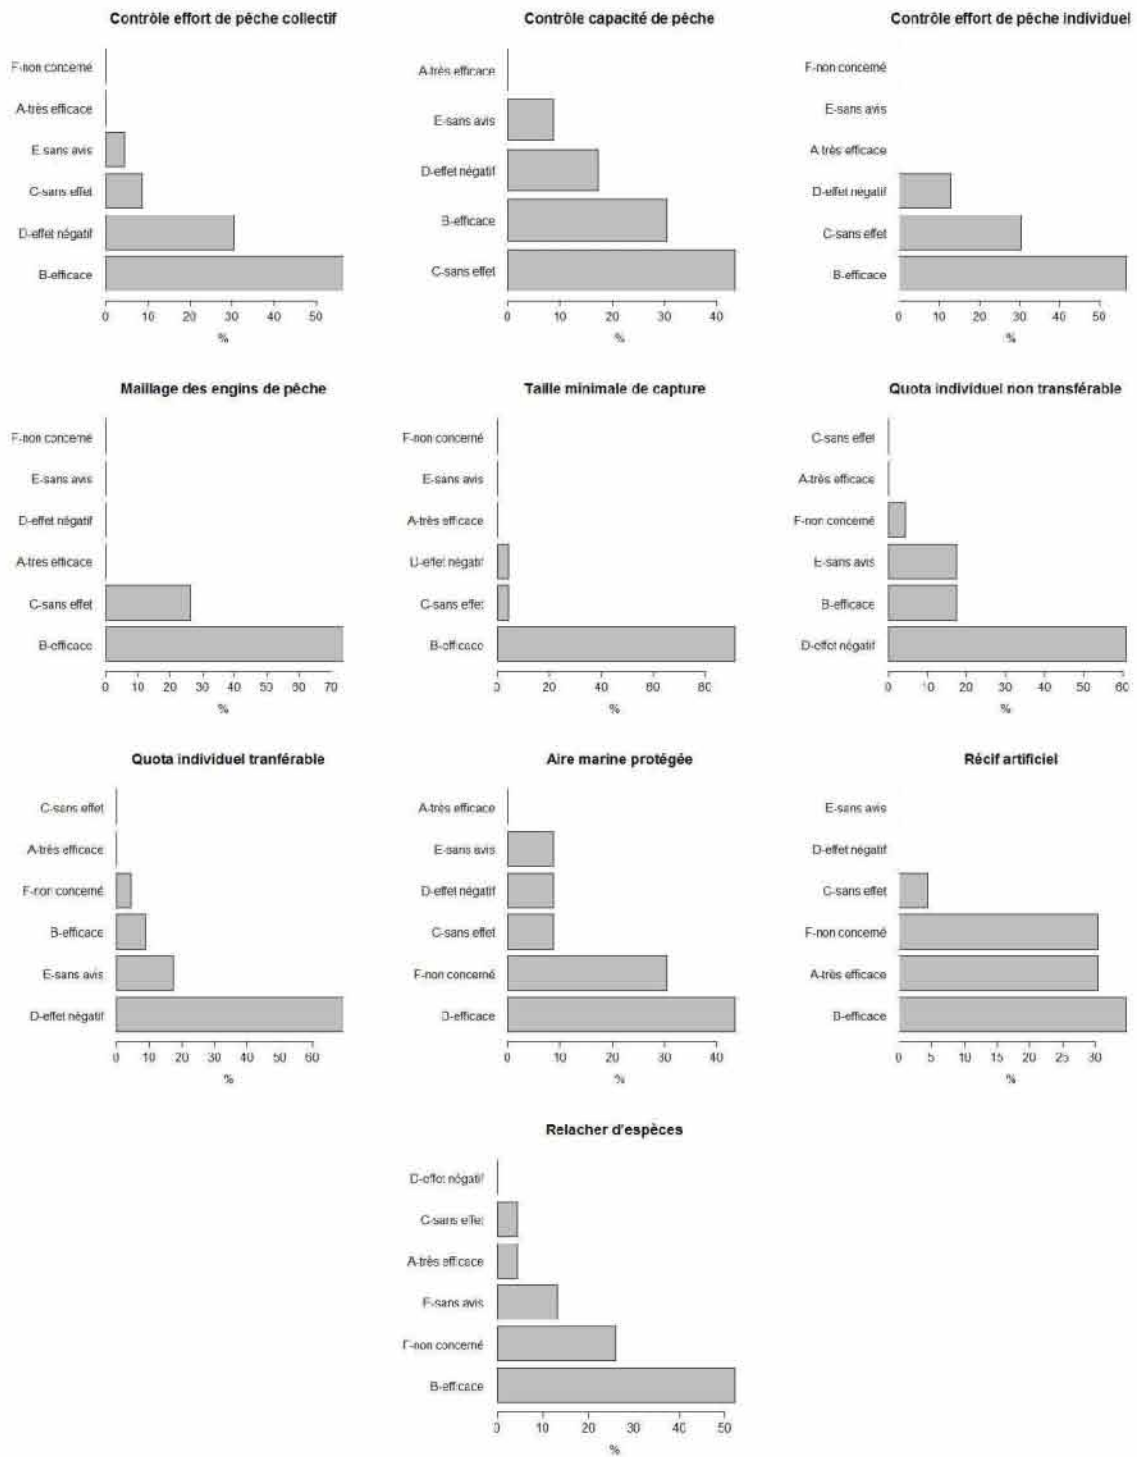 Contrôle effort de pêche collectif
F-non concerné
A-très efficace
E sans avis
C-sans effet
D-effet négatif
B-efficace
0 10 20 30 40 50
%
Contrôle capacité de pêche
A-très efficace
E-sans avis
D-effet négatif
B-efficace
C-sans effet
0 10 20 30 40
%
Contrôle effort de pêche individuel
F-non concerné
E-sans avis
A très efficace
D-effet négatif
C-sans effet
B-efficace
0 10 20 30 40 50
%
Maillage des engins de pêche
F-non concerné
E-sans avis
D-effet négatif
A-très efficace
C-sans effet
B-efficace
0 10 20 30 40 50 60 70
%
Taille minimale de capture
F-non concerné
E-sans avis
A-très efficace
D-effet négatif
C-sans effet
B-efficace
0 20 40 60 80
%
Quota individuel non transférable
C-sans effet
A-très efficace
F-non concerné
E-sans avis
B-efficace
D-effet négatif
0 10 20 30 40 50 60
%
Quota individuel tranférable
C-sans effet
A-très efficace
F-non concerné
B-efficace
E-sans avis
D-effet négatif
0 10 20 30 40 50 60
%
Aire marine protégée
A-très efficace
E-sans avis
D-effet négatif
C-sans effet
F-non concerné
B-efficace
0 10 20 30 40
%
Récif artificiel
E-sans avis
D-effet négatif
C-sans effet
F-non concerné
A-très efficace
B-efficace
0 5 10 15 20 25 30
%
Relacher d'espèces
D-effet négatif
C-sans effet
A-très efficace
E-sans avis
F-non concerné
B-efficace
0 10 20 30 40 50
%